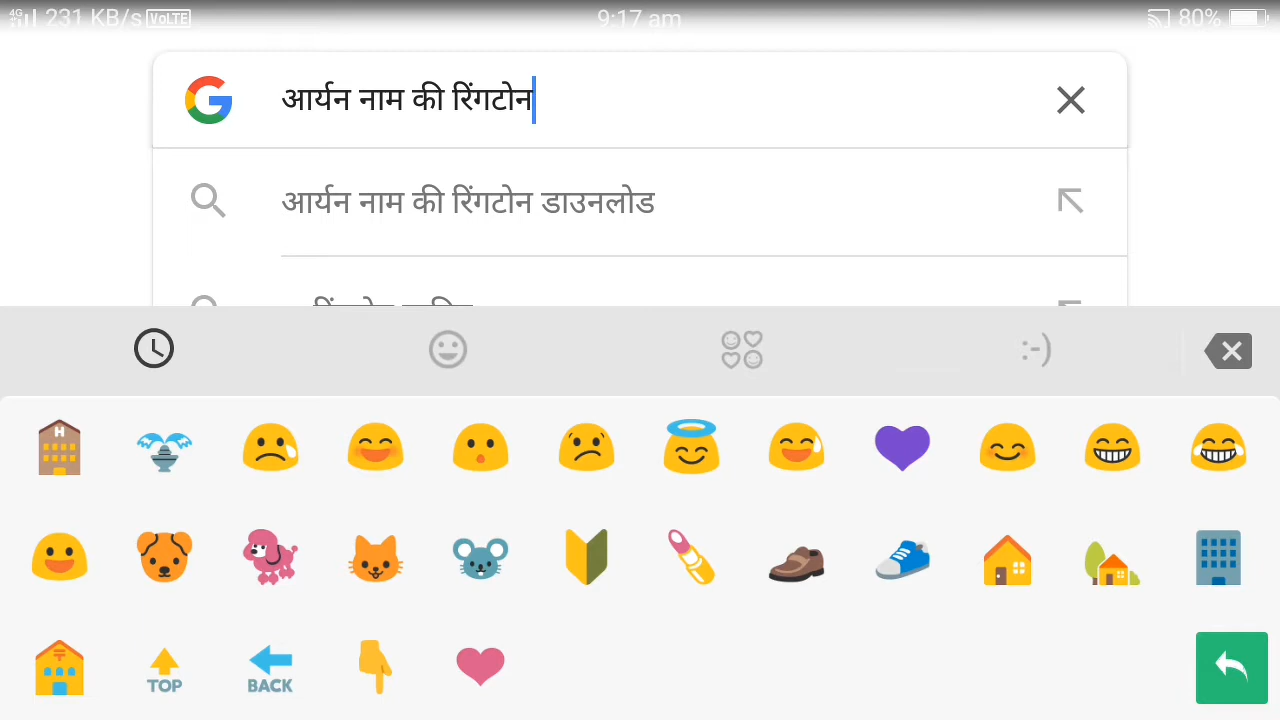 4G 231 KB/s VoLTE 9:17 am 80%
आर्यन नाम की रिंगटोन
आर्यन नाम की रिंगटोन डाउनलोड
:-)
H
TOP BACK